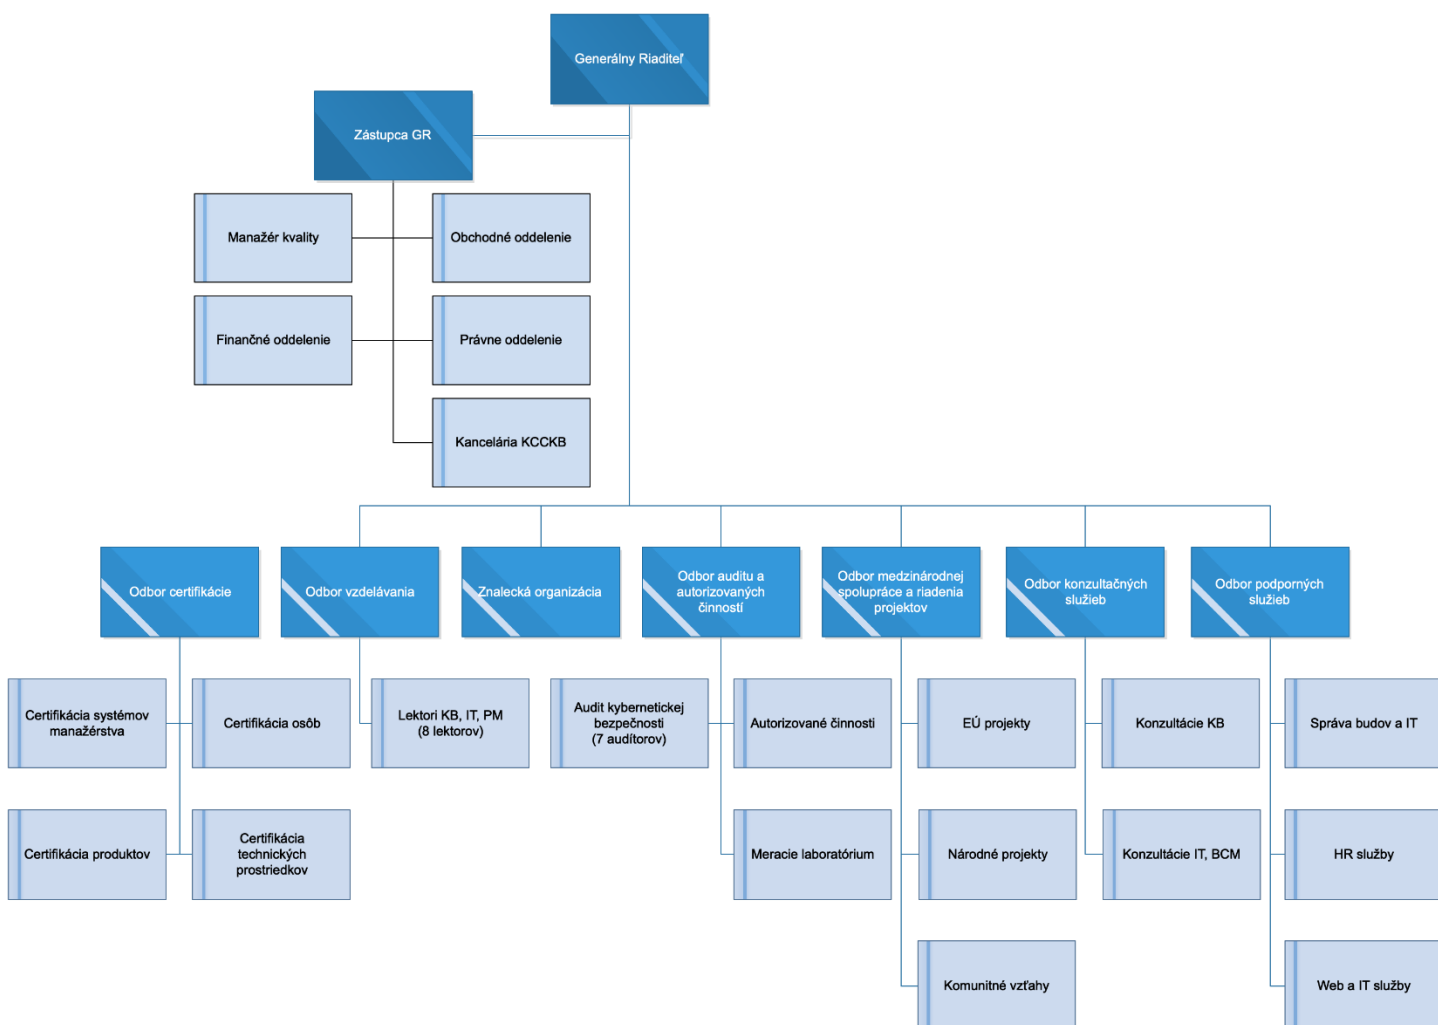 Generálny Riaditeľ
Zástupca GR
Manažér kvality
Obchodné oddelenie
Finančné oddelenie
Právne oddelenie
Kancelária KCCKB
Odbor certifikácie
Odbor vzdelávania
Znalecká organizácia
Odbor auditu a
autorizovaných
činností
Odbor medzinárodnej
spolupráce a riadenia
projektov
Odbor konzultačných
služieb
Odbor podporných
služieb
Certifikácia systémov
manažérstva
Certifikácia osôb
Lektori KB, IT, PM
(8 lektorov)
Audit kybernetickej
bezpečnosti
(7 audítorov)
Autorizované činnosti
EÚ projekty
Konzultácie KB
Správa budov a IT
Certifikácia produktov
Certifikácia
technických
prostriedkov
Meracie laboratórium
Národné projekty
Konzultácie IT, BCM
HR služby
Komunitné vzťahy
Web a IT služby